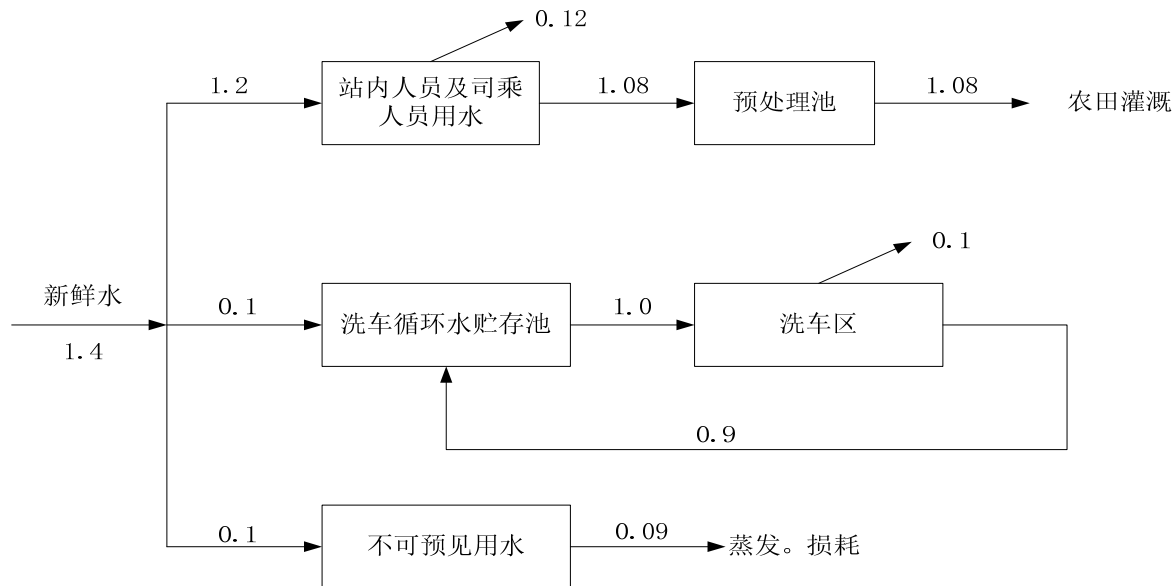 0.12
1.2
站内人员及司乘
人员用水
1.08
预处理池
1.08
农田灌溉
新鲜水
1.4
0.1
洗车循环水贮存池
1.0
洗车区
0.1
0.9
0.1
不可预见用水
0.09
蒸发。损耗